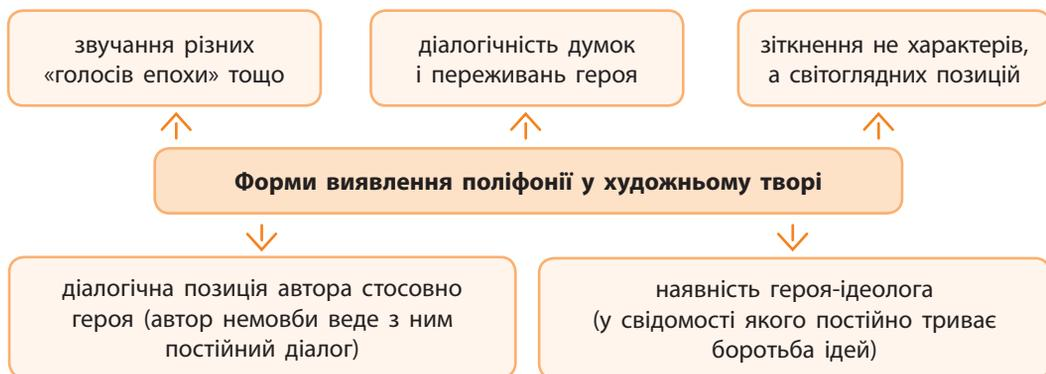 звучання різних
«голосів епохи» тощо
діалогічність думок
і переживань героя
зіткнення не характерів,
а світоглядних позицій
Форми виявлення поліфонії у художньому творі
діалогічна позиція автора стосовно
героя (автор немовби веде з ним
постійний діалог)
наявність героя-ідеолога
(у свідомості якого постійно триває
боротьба ідей)